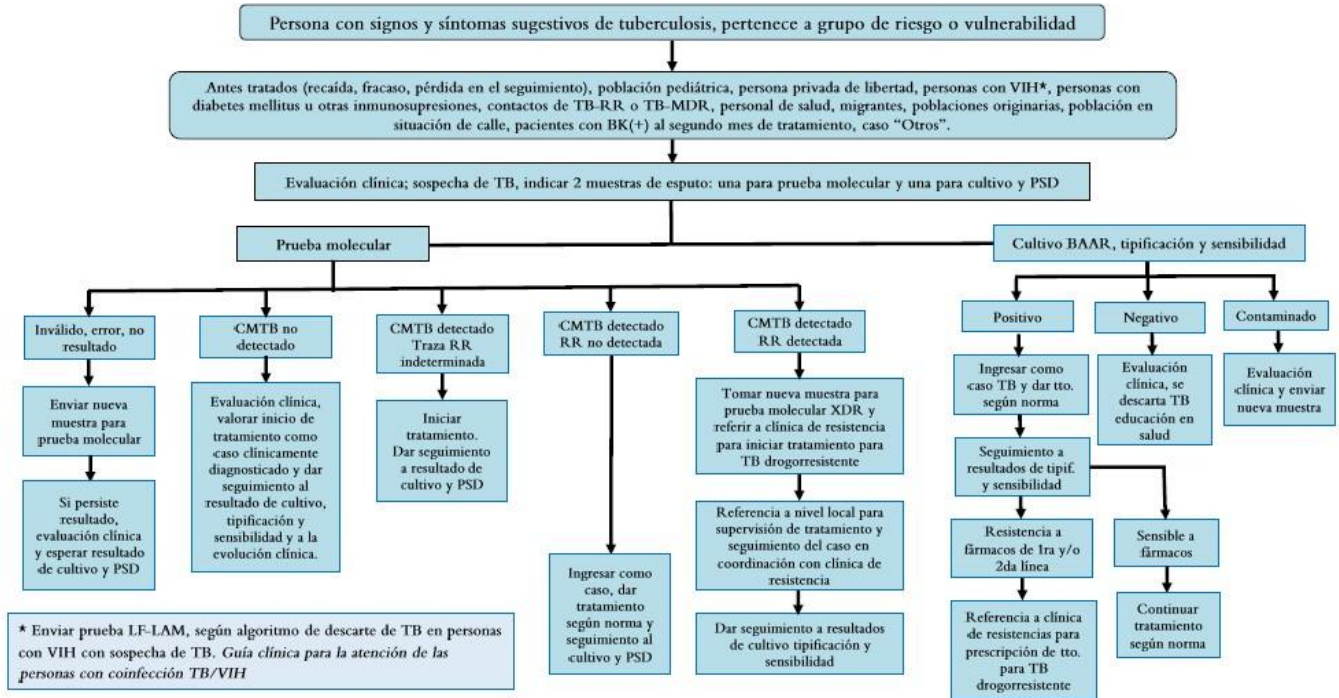 Persona con signos y síntomas sugestivos de tuberculosis, pertenece a grupo de riesgo o vulnerabilidad
Antes tratados (recaída, fracaso, pérdida en el seguimiento), población pediátrica, persona privada de libertad, personas con VIH*, personas con
diabetes mellitus u otras inmunosupresiones, contactos de TB-RR o TB-MDR, personal de salud, migrantes, poblaciones originarias, población en
situación de calle, pacientes con BK(+) al segundo mes de tratamiento, caso "Otros".
Evaluación clínica; sospecha de TB, indicar 2 muestras de esputo: una para prueba molecular y una para cultivo y PSD
Prueba molecular
Inválido, error, no
resultado
Enviar nueva
muestra para
prueba molecular
Si persiste
resultado,
evaluación clínica
y esperar resultado
de cultivo y PSD
CMTB no
detectado
Evaluación clínica,
valorar inicio de
tratamiento como
caso clínicamente
diagnosticado y dar
seguimiento al
resultado de cultivo,
tipificación y
sensibilidad y a la
evolución clínica.
CMTB detectado
Traza RR
indeterminada
Iniciar
tratamiento.
Dar seguimiento
a resultado de
cultivo y PSD
CMTB detectado
RR no detectada
Ingresar como
caso, dar
tratamiento
según norma y
seguimiento al
cultivo y PSD
CMTB detectado
RR detectada
Tomar nueva muestra para
prueba molecular XDR y
referir a clínica de resistencia
para iniciar tratamiento para
TB drogorresistente
Referencia a nivel local para
supervisión de tratamiento y
seguimiento del caso en
coordinación con clínica de
resistencia
Dar seguimiento a resultados
de cultivo tipificación y
sensibilidad
Cultivo BAAR, tipificación y sensibilidad
Positivo
Ingresar como
caso TB y dar tto.
según norma
Seguimiento a
resultados de tipif.
y sensibilidad
Resistencia a
fármacos de 1ra y/o
2da línea
Referencia a clínica
de resistencias para
prescripción de tto.
para TB
drogorresistente
Sensible a
fármacos
Continuar
tratamiento
según norma
Negativo
Evaluación
clínica, se
descarta TB
educación en
salud
Contaminado
Evaluación
clínica y enviar
nueva muestra
* Enviar prueba LF-LAM, según algoritmo de descarte de TB en personas
con VIH con sospecha de TB. Guía clínica para la atención de las
personas con coinfección TB/VIH